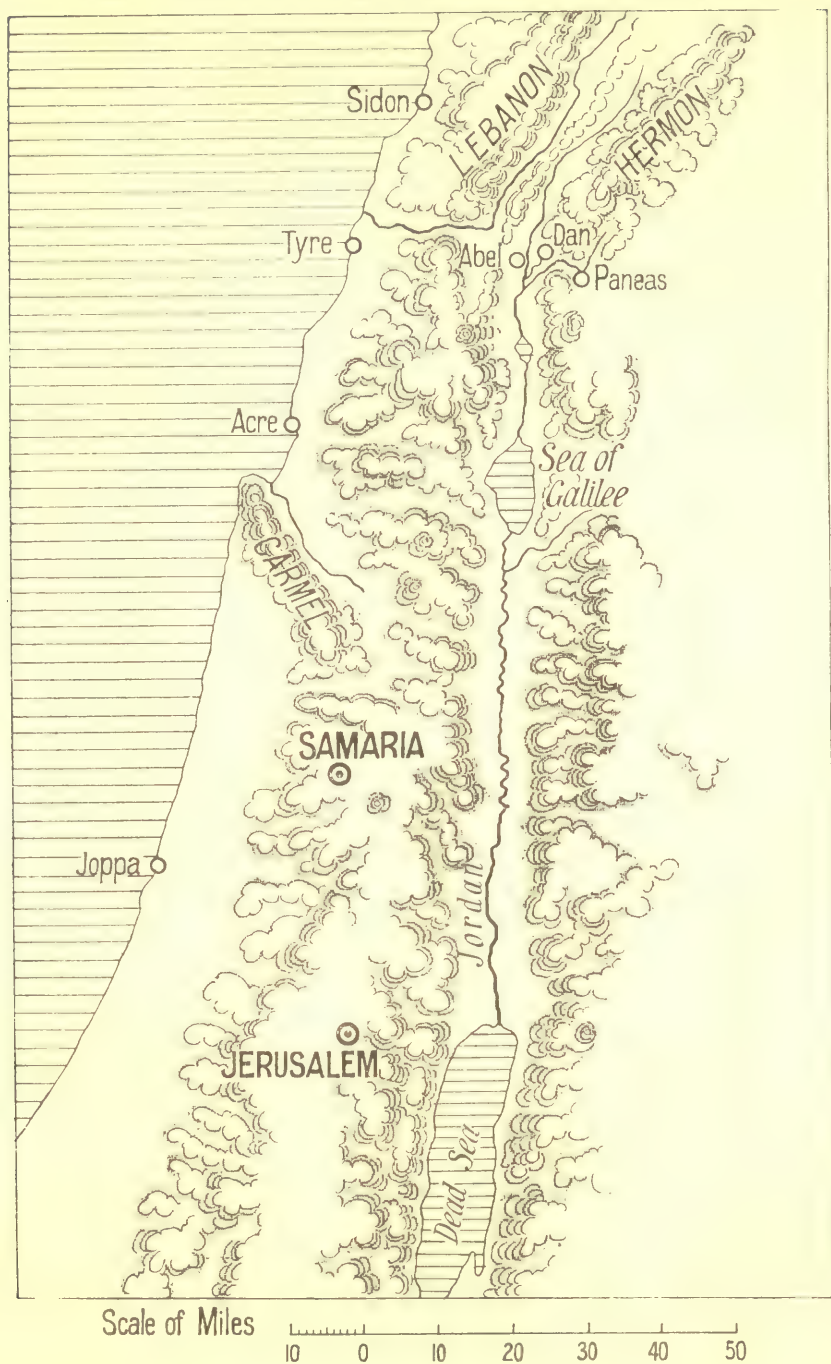 Sidon
LEBANON
HERMON
Tyre
Abel
Dan
Paneas
Acre
Sea of
Galilee
CARMEL
SAMARIA
Joppa
Jordan
JERUSALEM
Dead Sea
Scale of Miles
10 0 10 20 30 40 50